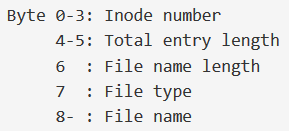 Byte 0-3: Inode number
4-5: Total entry length
6 : File name length
7 : File type
8- : File name